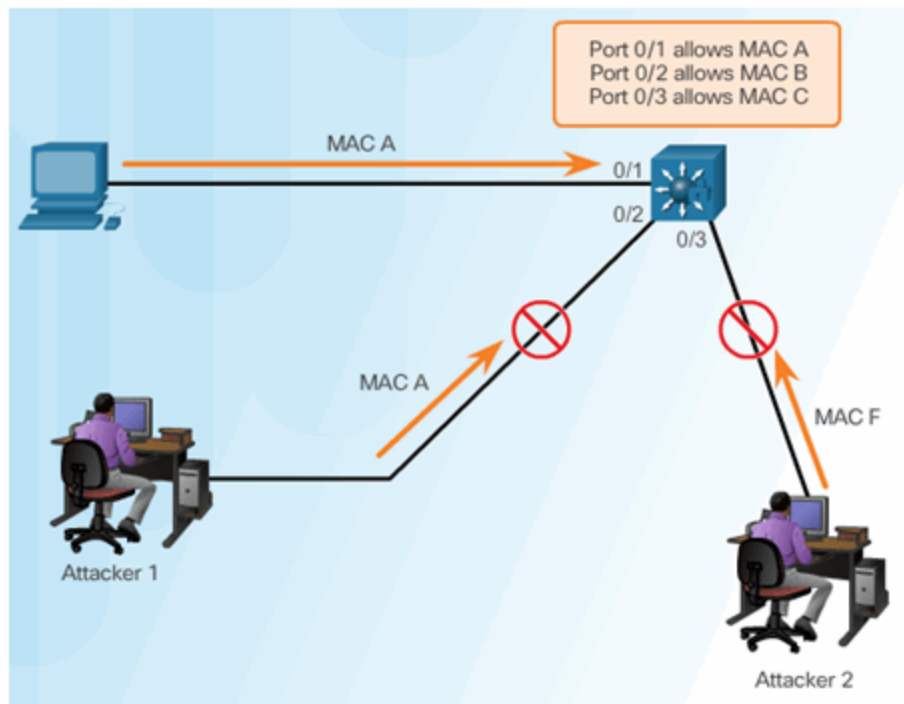 Port 0/1 allows MAC A
Port 0/2 allows MAC B
Port 0/3 allows MAC C
MAC A
0/1
0/2
0/3
MAC A
MAC F
Attacker 1
Attacker 2